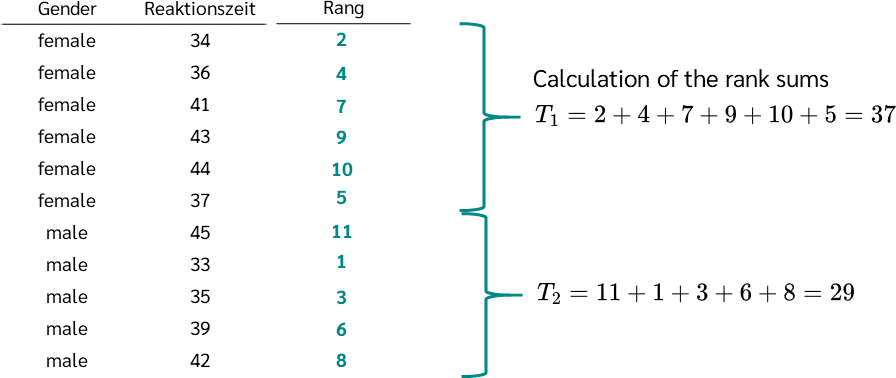 Gender Reaktionszeit Rang
female 34 2
female 36 4
female 41 7
female 43 9
female 44 10
female 37 5
male 45 11
male 33 1
male 35 3
male 39 6
male 42 8
Calculation of the rank sums
T₁ = 2 + 4 + 7 + 9 + 10 + 5 = 37
T₂ = 11 + 1 + 3 + 6 + 8 = 29